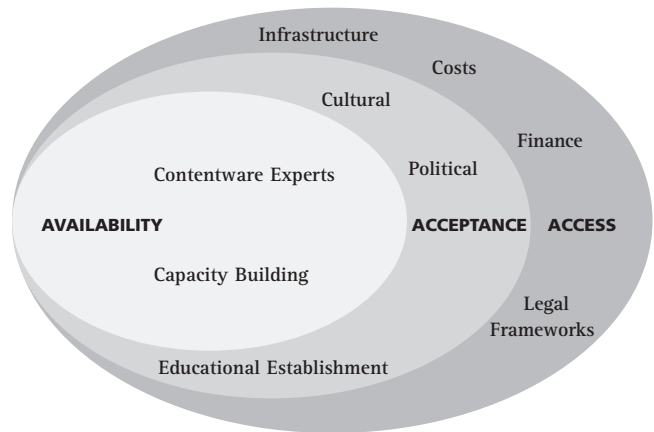 Infrastructure
Costs
Cultural
Finance
Political
Contentware Experts
AVAILABILITY
ACCEPTANCE
ACCESS
Capacity Building
Legal
Frameworks
Educational Establishment